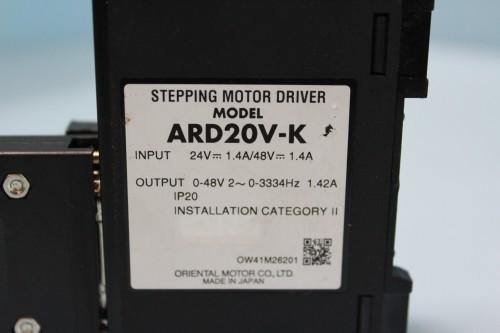 STEPPING MOTOR DRIVER
MODEL
ARD20V-K
INPUT 24V⎓ 1.4A/48V⎓ 1.4A
OUTPUT 0-48V 2∼ 0-3334Hz 1.42A
IP20
INSTALLATION CATEGORY II
OW41M26201
ORIENTAL MOTOR CO., LTD.
MADE IN JAPAN